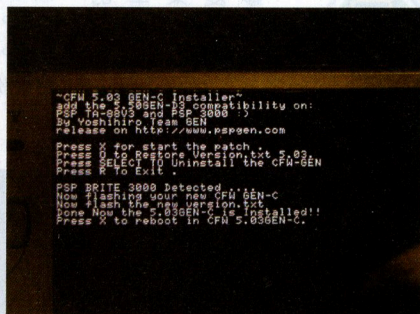 ~CFW 5.03 GEN-C Installer~
add the 5.50GEN-D3 compatibility on:
PSP TA-88V3 and PSP 3000 :)
By Yoshihiro Team GEN
release on http://www.pspgen.com
Press X for start the patch .
Press O to Restore Version.txt 5.03.
Press SELECT TO Uninstall the CFW-GEN
Press R To Exit .
PSP BRITE 3000 Detected ....
Now flashing your new CFW GEN-C
Now flash the new version.txt
Done Now the 5.03GEN-C is Installed!!
Press X to reboot in CFW 5.03GEN-C.